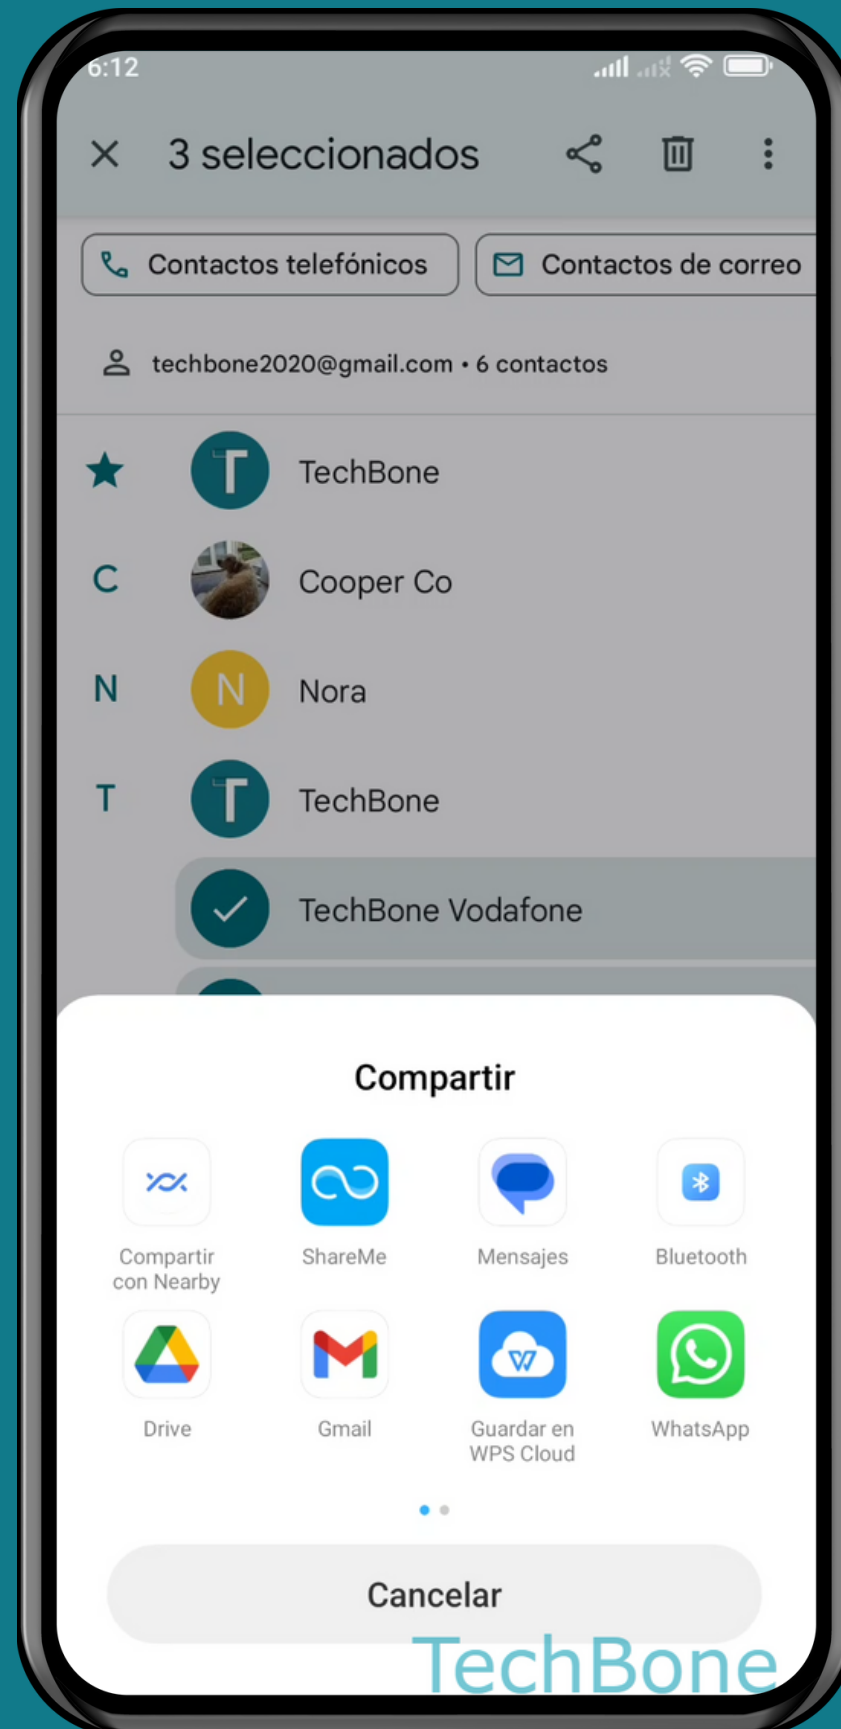 6:12
3 seleccionados
Contactos telefónicos
Contactos de correo
techbone2020@gmail.com • 6 contactos
T TechBone
C Cooper Co
N N Nora
T T TechBone
TechBone Vodafone
Compartir
Compartir
con Nearby
ShareMe
Mensajes
Bluetooth
Drive
Gmail
Guardar en
WPS Cloud
WhatsApp
Cancelar
TechBone